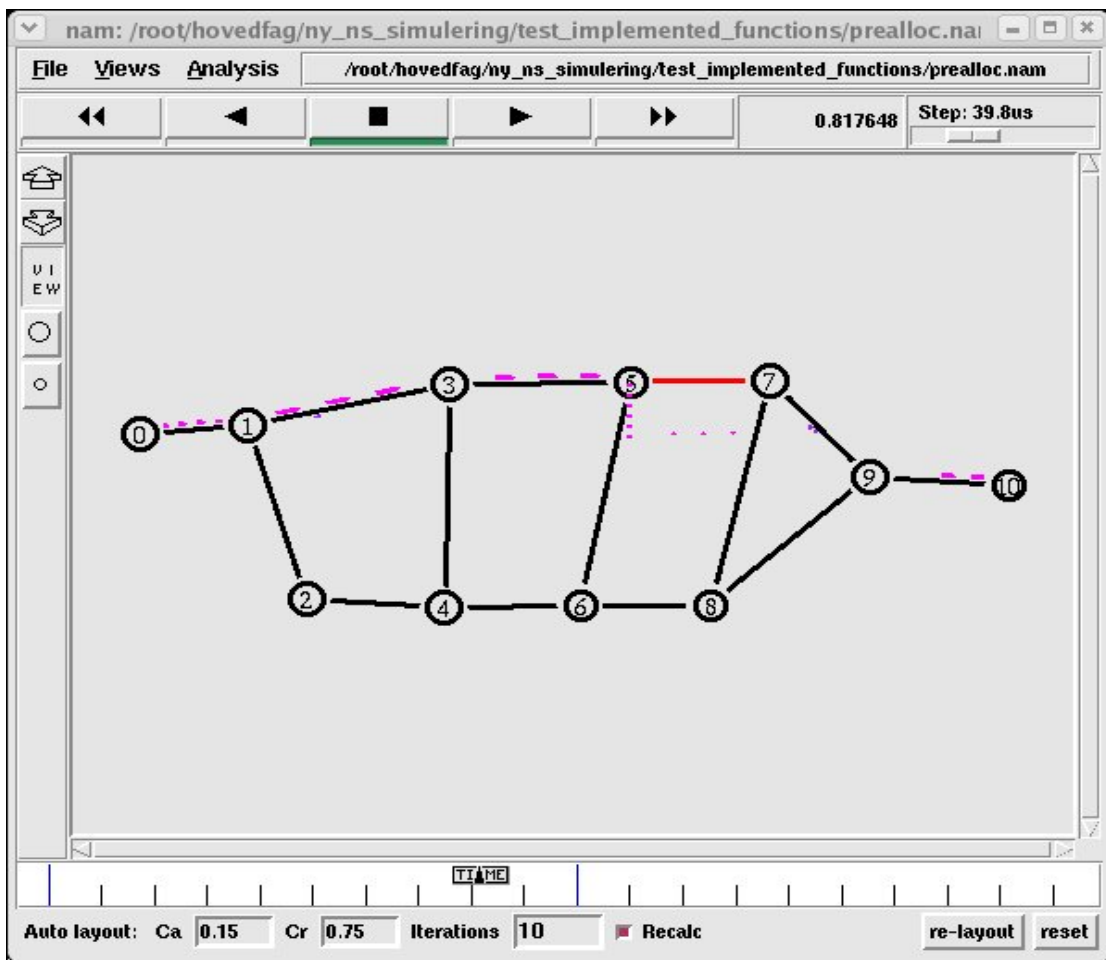 nam: /root/hovedfag/ny_ns_simulering/test_implemented_functions/prealloc.nai
File Views Analysis /root/hovedfag/ny_ns_simulering/test_implemented_functions/prealloc.nam
0.817648 Step: 39.8us
VI
EW
3 5 7
0 1
9 10
2 4 6 8
TIME
Auto layout: Ca 0.15 Cr 0.75 Iterations 10 Recalc re-layout reset